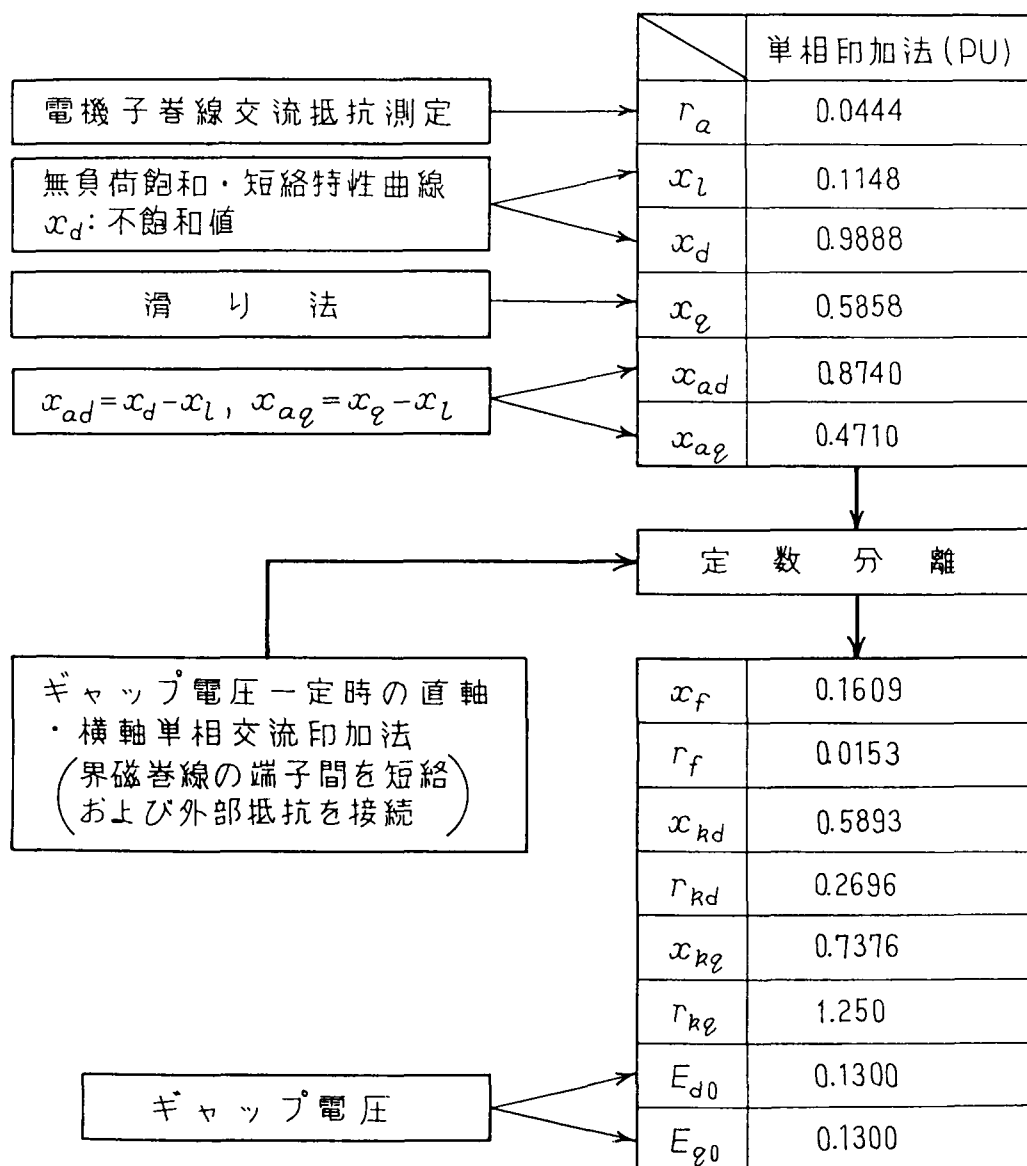 単相印加法(PU)
電機子巻線交流抵抗測定
r_a 0.0444
無負荷飽和・短絡特性曲線
x_d: 不飽和値
x_l 0.1148
x_d 0.9888
滑り法
x_q 0.5858
x_ad=x_d-x_l, x_aq=x_q-x_l
x_ad 0.8740
x_aq 0.4710
定数分離
ギャップ電圧一定時の直軸
・横軸単相交流印加法
(界磁巻線の端子間を短絡
および外部抵抗を接続)
x_f 0.1609
r_f 0.0153
x_kd 0.5893
r_kd 0.2696
x_kq 0.7376
r_kq 1.250
ギャップ電圧
E_d0 0.1300
E_q0 0.1300